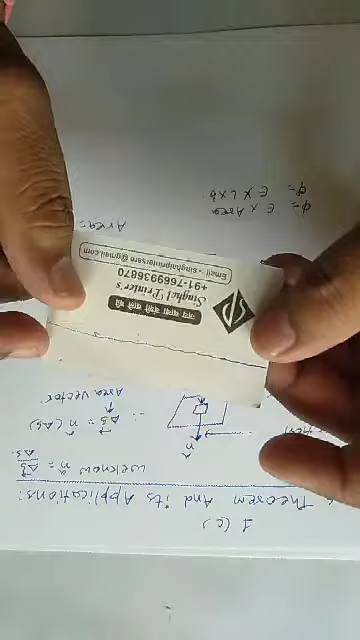 1 (c)
Theorem And its Applications:
we know n̂ = ΔS⃗ / ΔS
∴ ΔS⃗ = n̂ (ΔS)
Area vector.
n̂
Singhal Printer's
+91-7669936870
Email - singhalprintersre@gmail.com
Area =
φ = E × Area
φ = E × L × b.